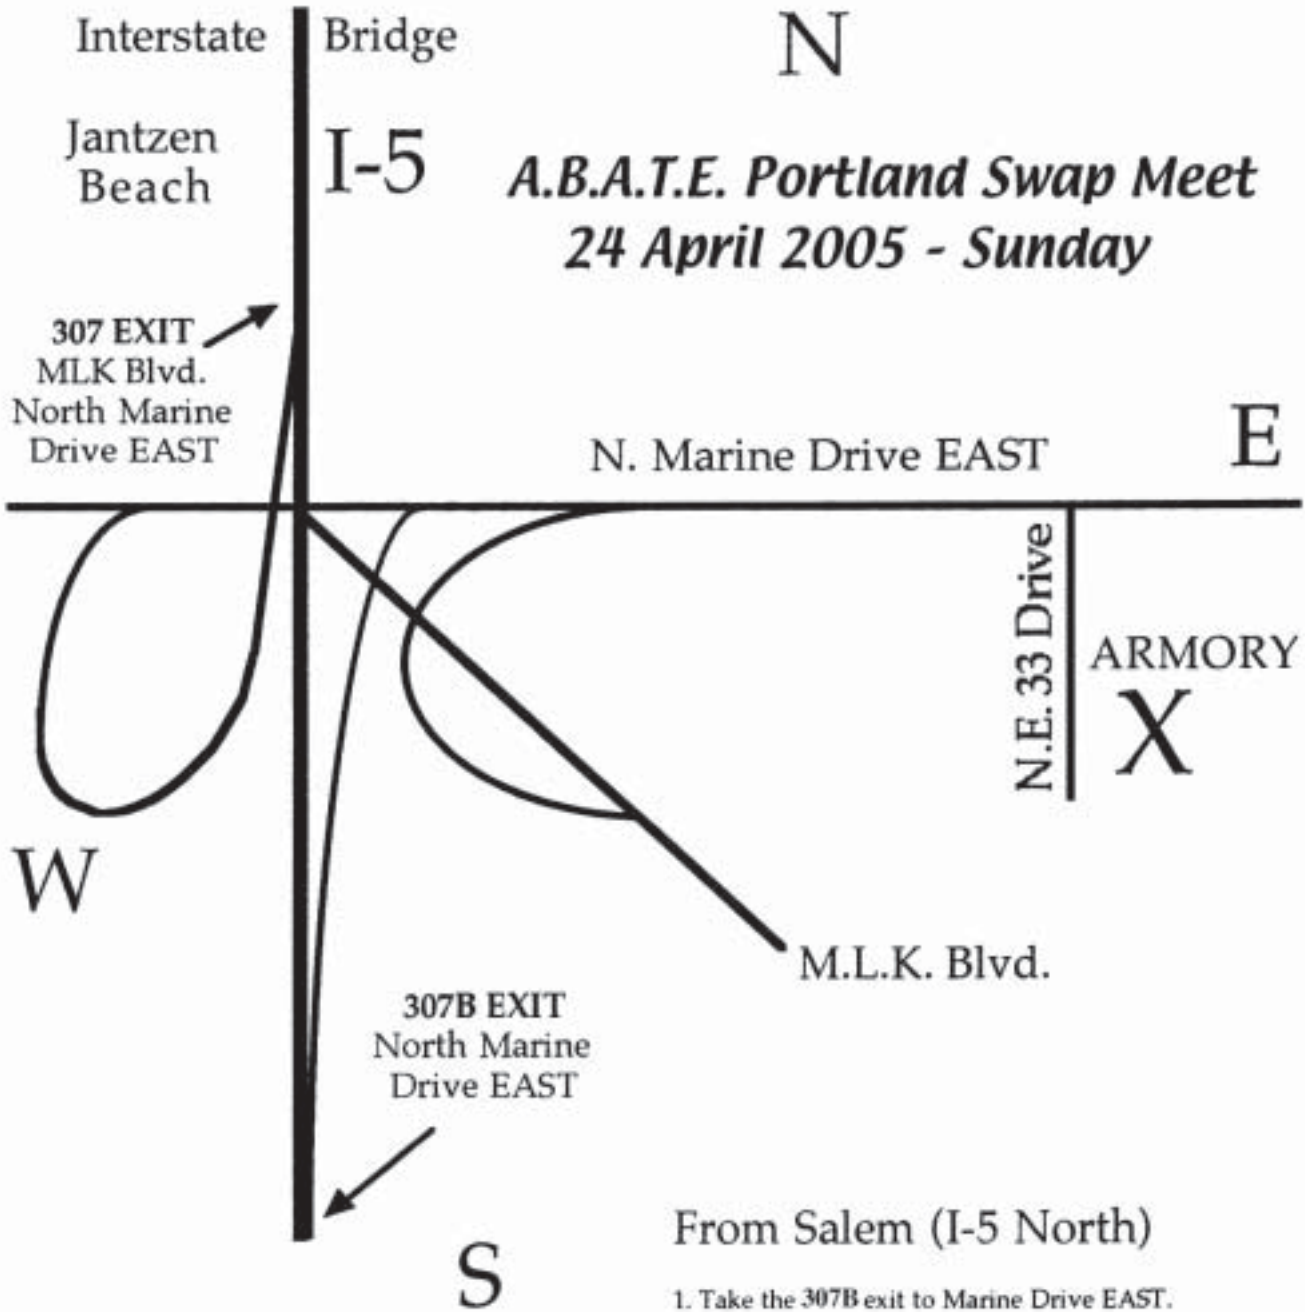 Interstate Bridge
N
Jantzen
Beach
I-5
A.B.A.T.E. Portland Swap Meet
24 April 2005 - Sunday
307 EXIT
MLK Blvd.
North Marine
Drive EAST
N. Marine Drive EAST
E
N.E. 33 Drive
ARMORY
X
W
M.L.K. Blvd.
307B EXIT
North Marine
Drive EAST
S
From Salem (I-5 North)
1. Take the 307B exit to Marine Drive EAST.